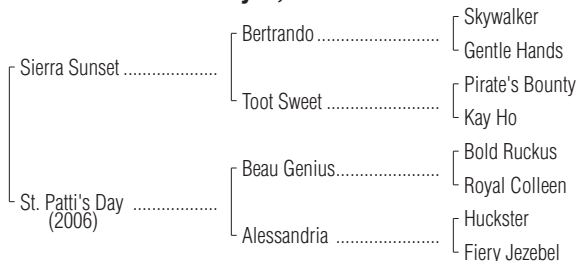 Skywalker
Bertrando ....................
Gentle Hands
Sierra Sunset ...................
Pirate's Bounty
Toot Sweet ...................
Kay Ho
Bold Ruckus
Beau Genius ..................
Royal Colleen
St. Patti's Day .................
(2006)
Huckster
Alessandria ..................
Fiery Jezebel